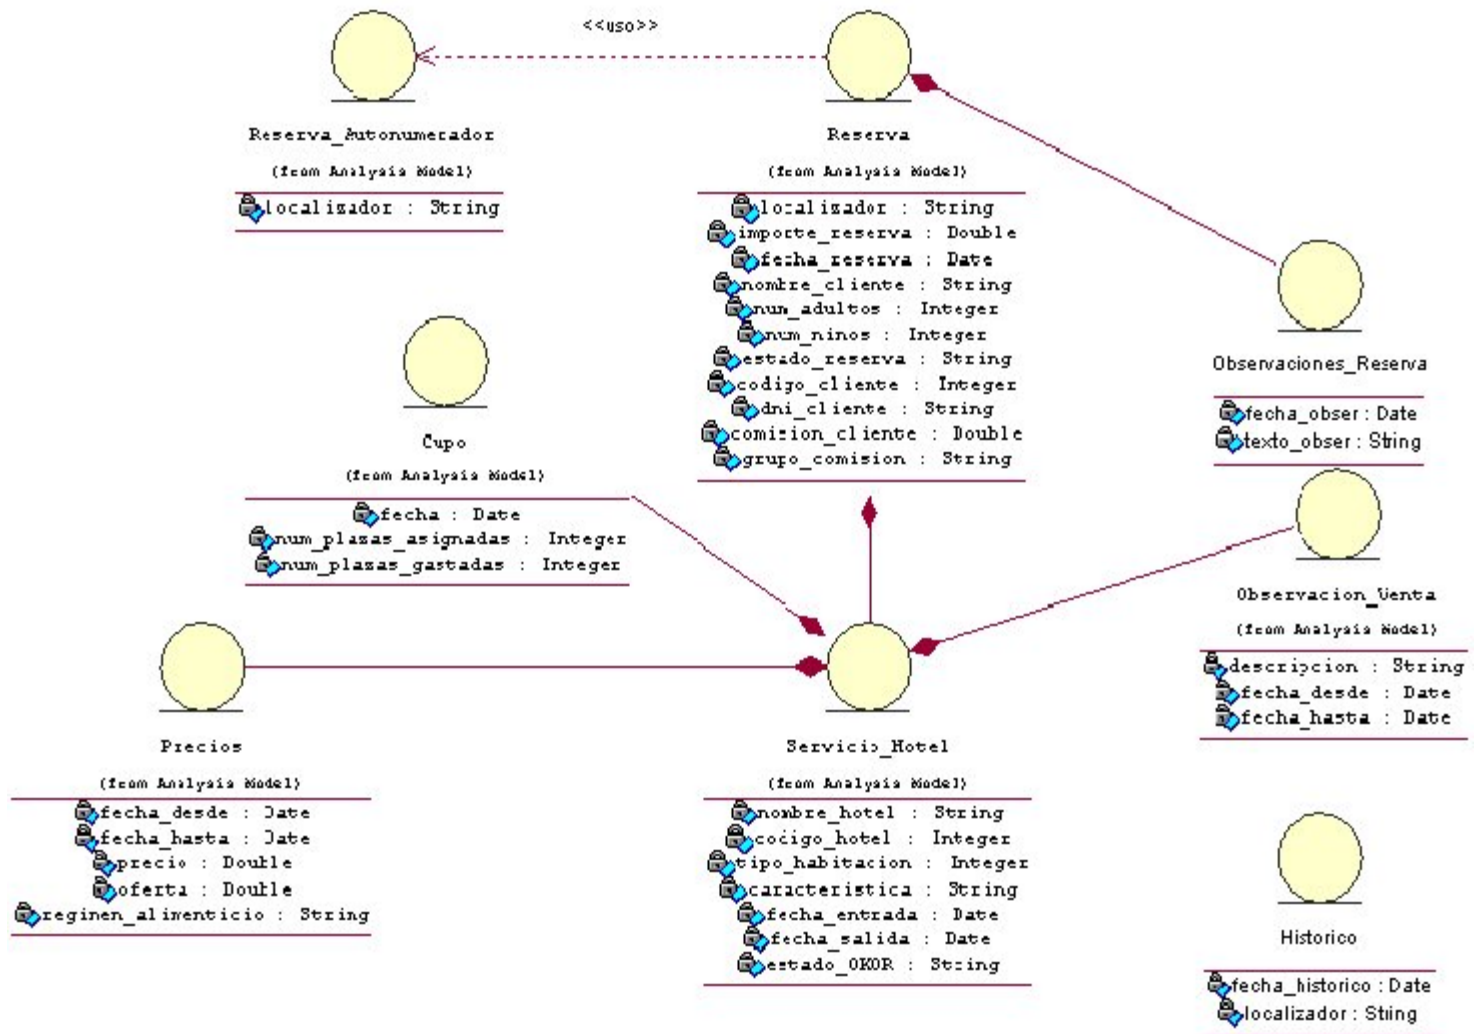 <<uso>>
Reserva_Autonumerador
(from Analysis Model)
localizador : String
Reserva
(from Analysis Model)
localizador : String
importe_reserva : Double
fecha_reserva : Date
nombre_cliente : String
num_adultos : Integer
num_ninos : Integer
estado_reserva : String
codigo_cliente : Integer
dni_cliente : String
comision_cliente : Double
grupo_comision : String
Observaciones_Reserva
fecha_obser : Date
texto_obser : String
Cupo
(from Analysis Model)
fecha : Date
num_plazas_asignadas : Integer
num_plazas_gastadas : Integer
Observacion_Venta
(from Analysis Model)
descripcion : String
fecha_desde : Date
fecha_hasta : Date
Precios
(from Analysis Model)
fecha_desde : Date
fecha_hasta : Date
precio : Double
oferta : Double
regimen_alimenticio : String
Servicio_Hotel
(from Analysis Model)
nombre_hotel : String
codigo_hotel : Integer
tipo_habitacion : Integer
caracteristica : String
fecha_entrada : Date
fecha_salida : Date
estado_OKOR : String
Historico
fecha_historico : Date
localizador : String